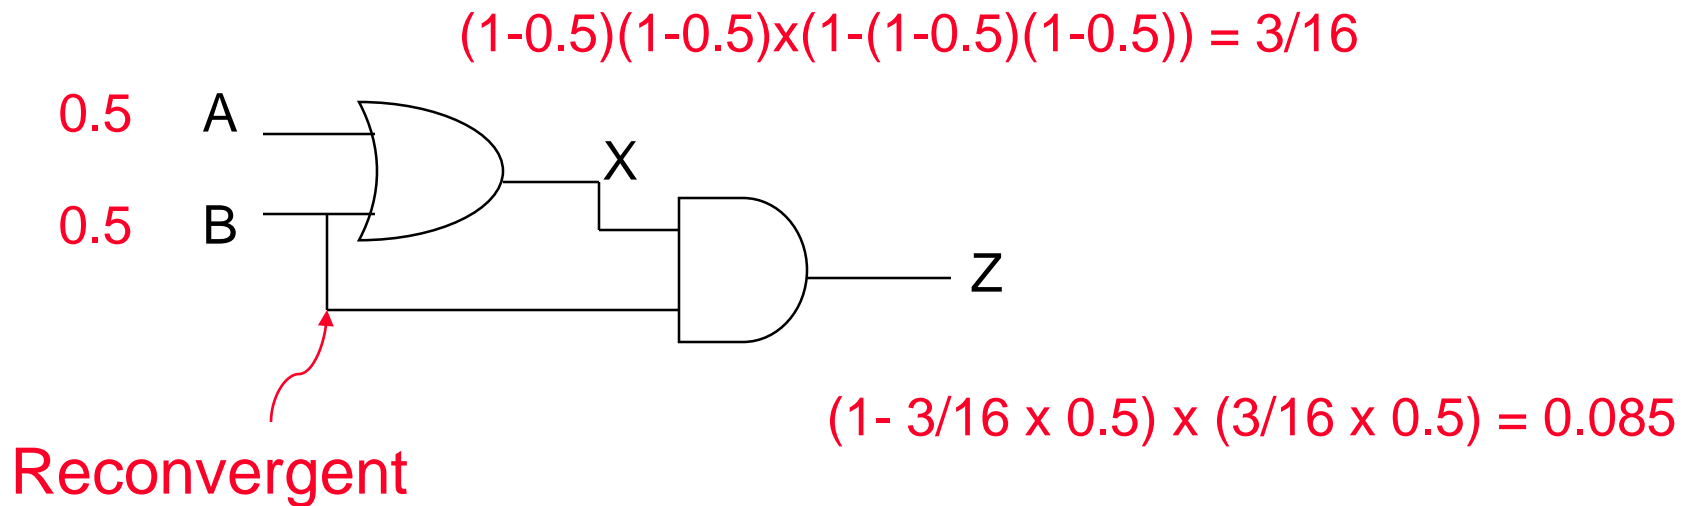 (1-0.5)(1-0.5)x(1-(1-0.5)(1-0.5)) = 3/16
0.5 A
X
0.5 B
Z
(1- 3/16 x 0.5) x (3/16 x 0.5) = 0.085
Reconvergent